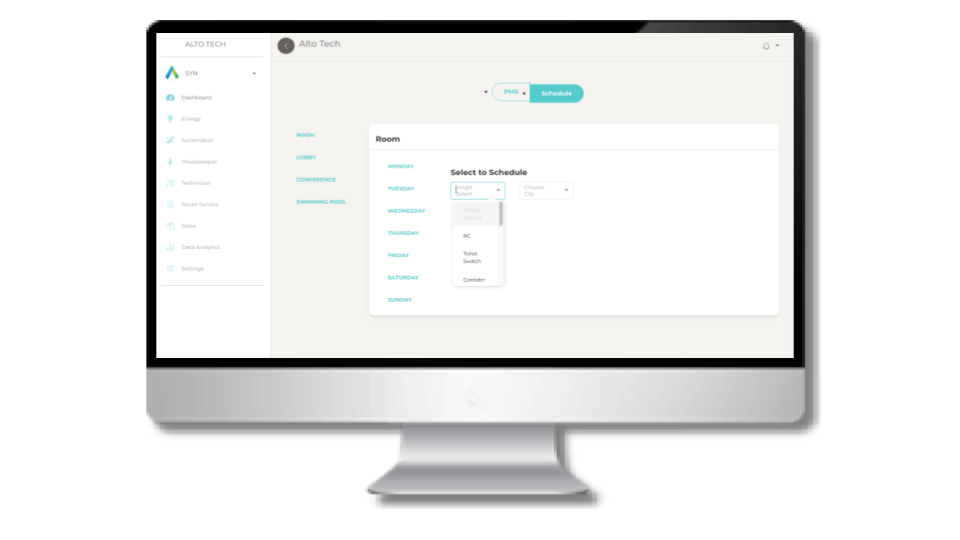 ALTO TECH
Alto Tech
SYN
Dashboard
Energy
Automation
Housekeeper
Technician
Room Service
Store
Data Analytics
Settings
PMS
Schedule
ROOM
LOBBY
CONFERENCE
SWIMMING POOL
Room
MONDAY
TUESDAY
WEDNESDAY
THURSDAY
FRIDAY
SATURDAY
SUNDAY
Select to Schedule
Single
Select
Choose
City
Single
Option
AC
Toilet
Switch
Corridor